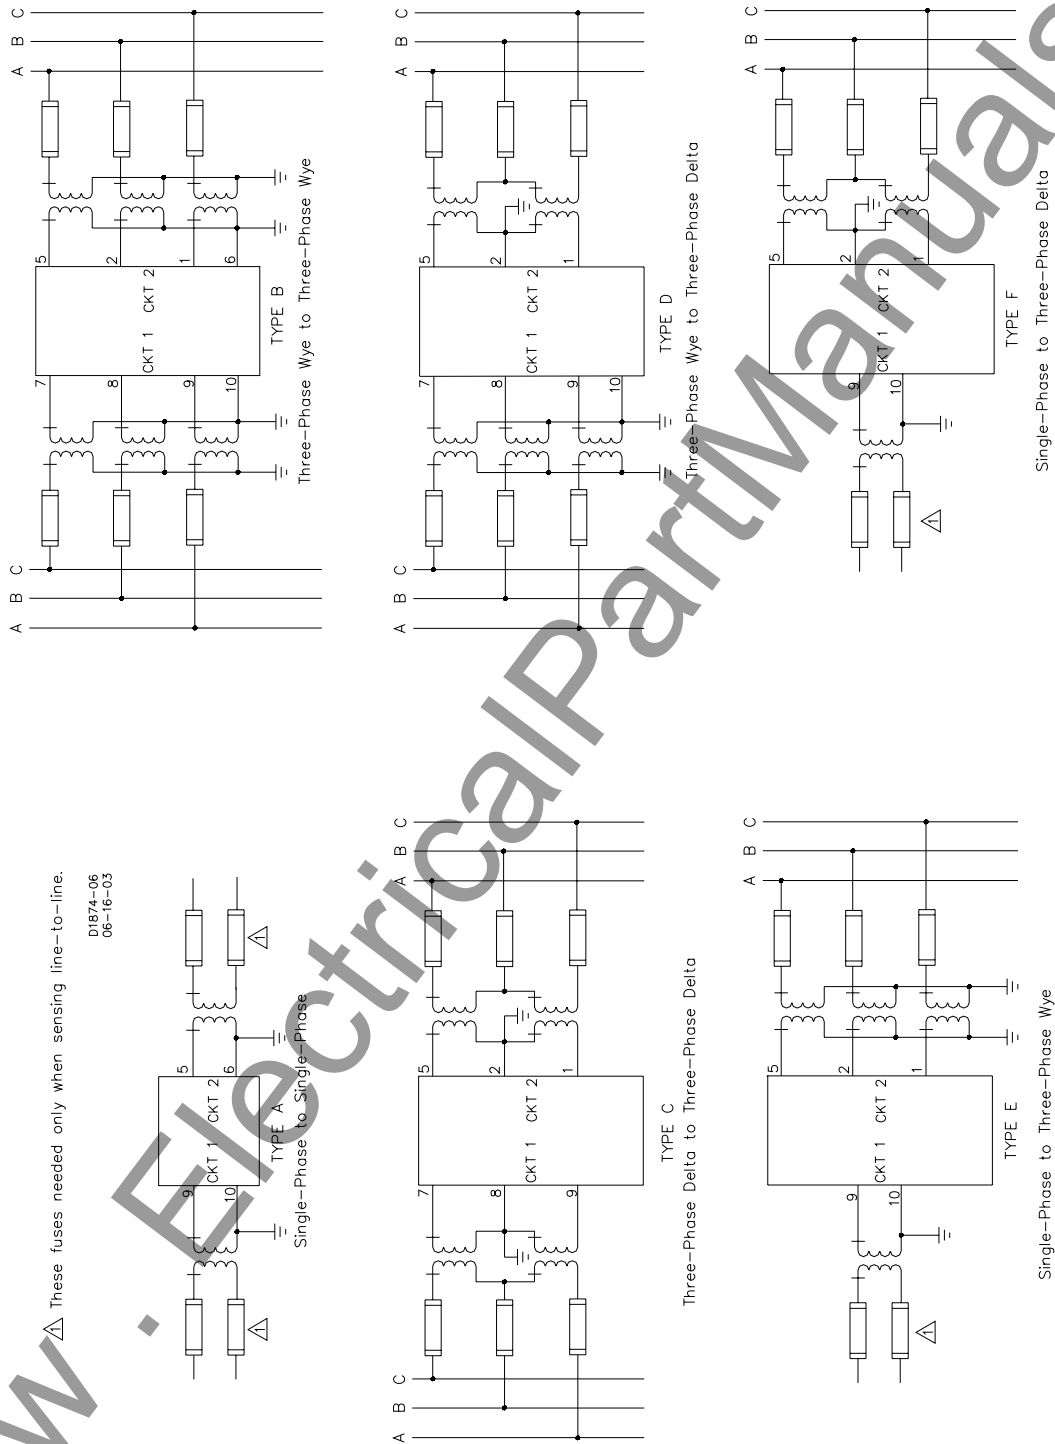 ⚠1 These fuses needed only when sensing line-to-line.
D1874-06
06-16-03
9
10
CKT 1 CKT 2
5
6
1
1
TYPE A
Single-Phase to Single-Phase
C
B
A
7
8
9
10
CKT 1 CKT 2
5
2
1
6
C
B
A
TYPE B
Three-Phase Wye to Three-Phase Wye
C
B
A
7
8
9
CKT 1 CKT 2
5
2
1
C
B
A
TYPE C
Three-Phase Delta to Three-Phase Delta
C
B
A
7
8
9
10
CKT 1 CKT 2
5
2
1
C
B
A
TYPE D
Three-Phase Wye to Three-Phase Delta
1
9
10
CKT 1 CKT 2
5
2
1
C
B
A
TYPE E
Single-Phase to Three-Phase Wye
1
9
10
CKT 1 CKT 2
5
2
1
C
B
A
TYPE F
Single-Phase to Three-Phase Delta
w . ElectricalPartManuals